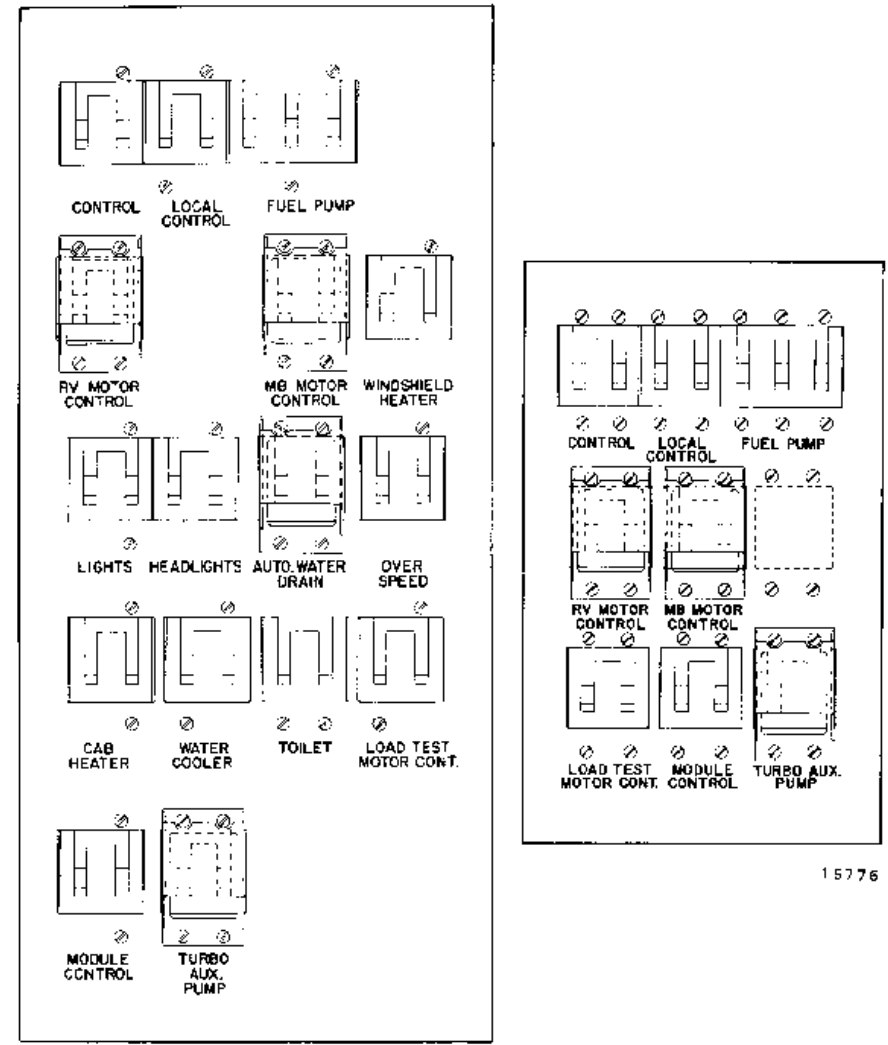 CONTROL LOCAL FUEL PUMP
CONTROL
RV MOTOR MB MOTOR WINDSHIELD
CONTROL CONTROL HEATER
LIGHTS HEADLIGHTS AUTO. WATER OVER
DRAIN SPEED
CAB WATER TOILET LOAD TEST
HEATER COOLER MOTOR CONT.
MODULE TURBO
CONTROL AUX.
PUMP
CONTROL LOCAL FUEL PUMP
CONTROL
RV MOTOR MB MOTOR
CONTROL CONTROL
LOAD TEST MODULE TURBO AUX.
MOTOR CONT. CONTROL PUMP
15776